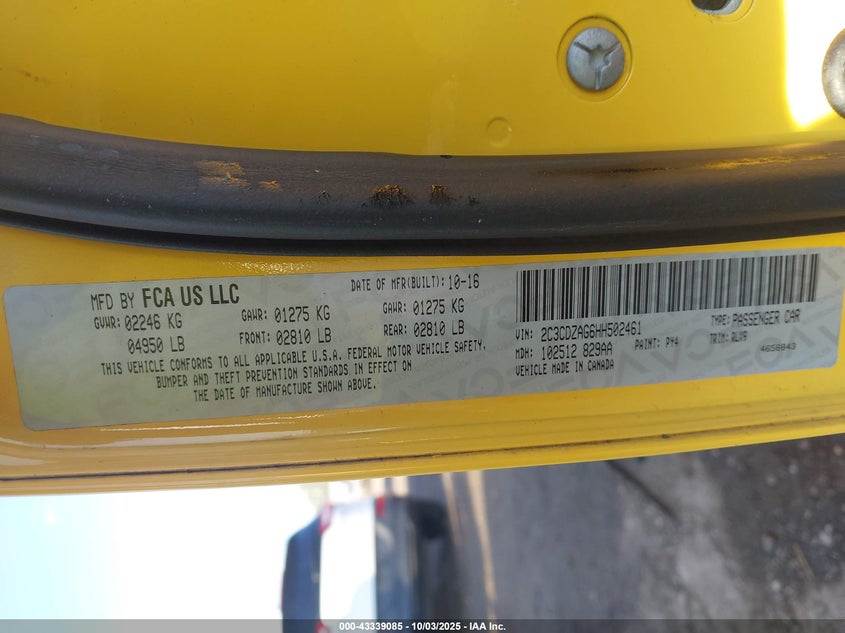 MFD BY FCA US LLC
DATE OF MFR(BUILT): 10-16
GVWR: 02246 KG
GAWR: 01275 KG
GAWR: 01275 KG
04950 LB
FRONT: 02810 LB
REAR: 02810 LB
THIS VEHICLE CONFORMS TO ALL APPLICABLE U.S.A. FEDERAL MOTOR VEHICLE SAFETY,
BUMPER AND THEFT PREVENTION STANDARDS IN EFFECT ON
THE DATE OF MANUFACTURE SHOWN ABOVE.
VIN: 2C3CDZAG6HH502461
TYPE: PASSENGER CAR
MDH: 102512 829AA
PAINT: PY4
TRIM: RLX9
VEHICLE MADE IN CANADA
4656843
000-43339085 - 10/03/2025 - IAA Inc.